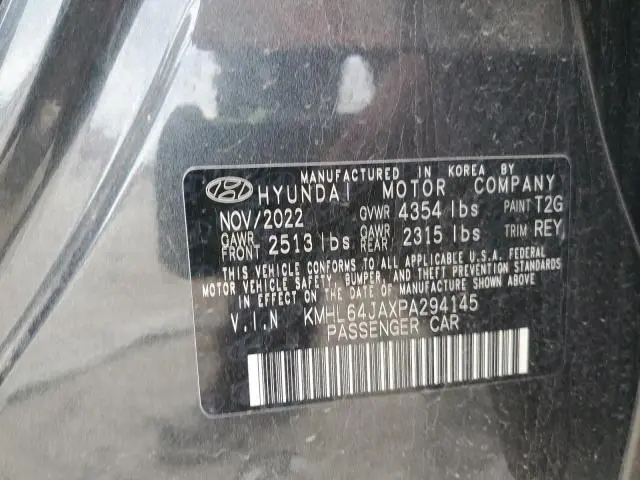 MANUFACTURED IN KOREA BY
HYUNDAI MOTOR COMPANY
NOV/2022 GVWR 4354 lbs PAINT T2G
GAWR FRONT 2513 lbs GAWR REAR 2315 lbs TRIM REY
THIS VEHICLE CONFORMS TO ALL APPLICABLE U.S.A. FEDERAL
MOTOR VEHICLE SAFETY, BUMPER, AND THEFT PREVENTION STANDARDS
IN EFFECT ON THE DATE OF MANUFACTURE SHOWN ABOVE
V.I.N KMHL64JAXPA294145
PASSENGER CAR